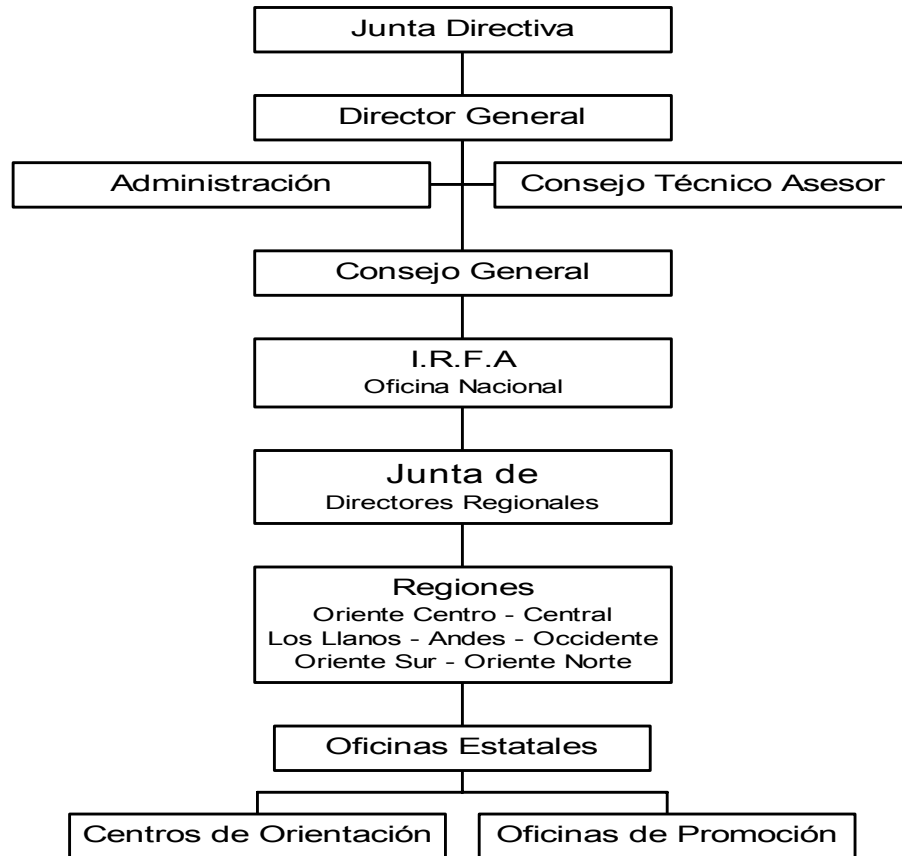 Junta Directiva
Director General
Administración
Consejo Técnico Asesor
Consejo General
I.R.F.A
Oficina Nacional
Junta de
Directores Regionales
Regiones
Oriente Centro - Central
Los Llanos - Andes - Occidente
Oriente Sur - Oriente Norte
Oficinas Estatales
Centros de Orientación
Oficinas de Promoción